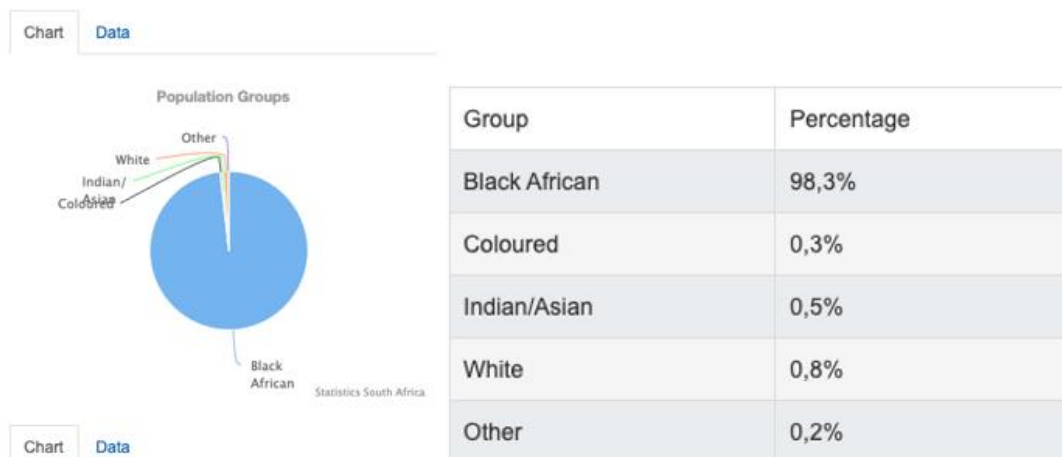 Chart Data
Population Groups
Other
White
Indian/
Asian
Coloured
Black
African
Statistics South Africa
Chart Data
Group Percentage
Black African 98,3%
Coloured 0,3%
Indian/Asian 0,5%
White 0,8%
Other 0,2%